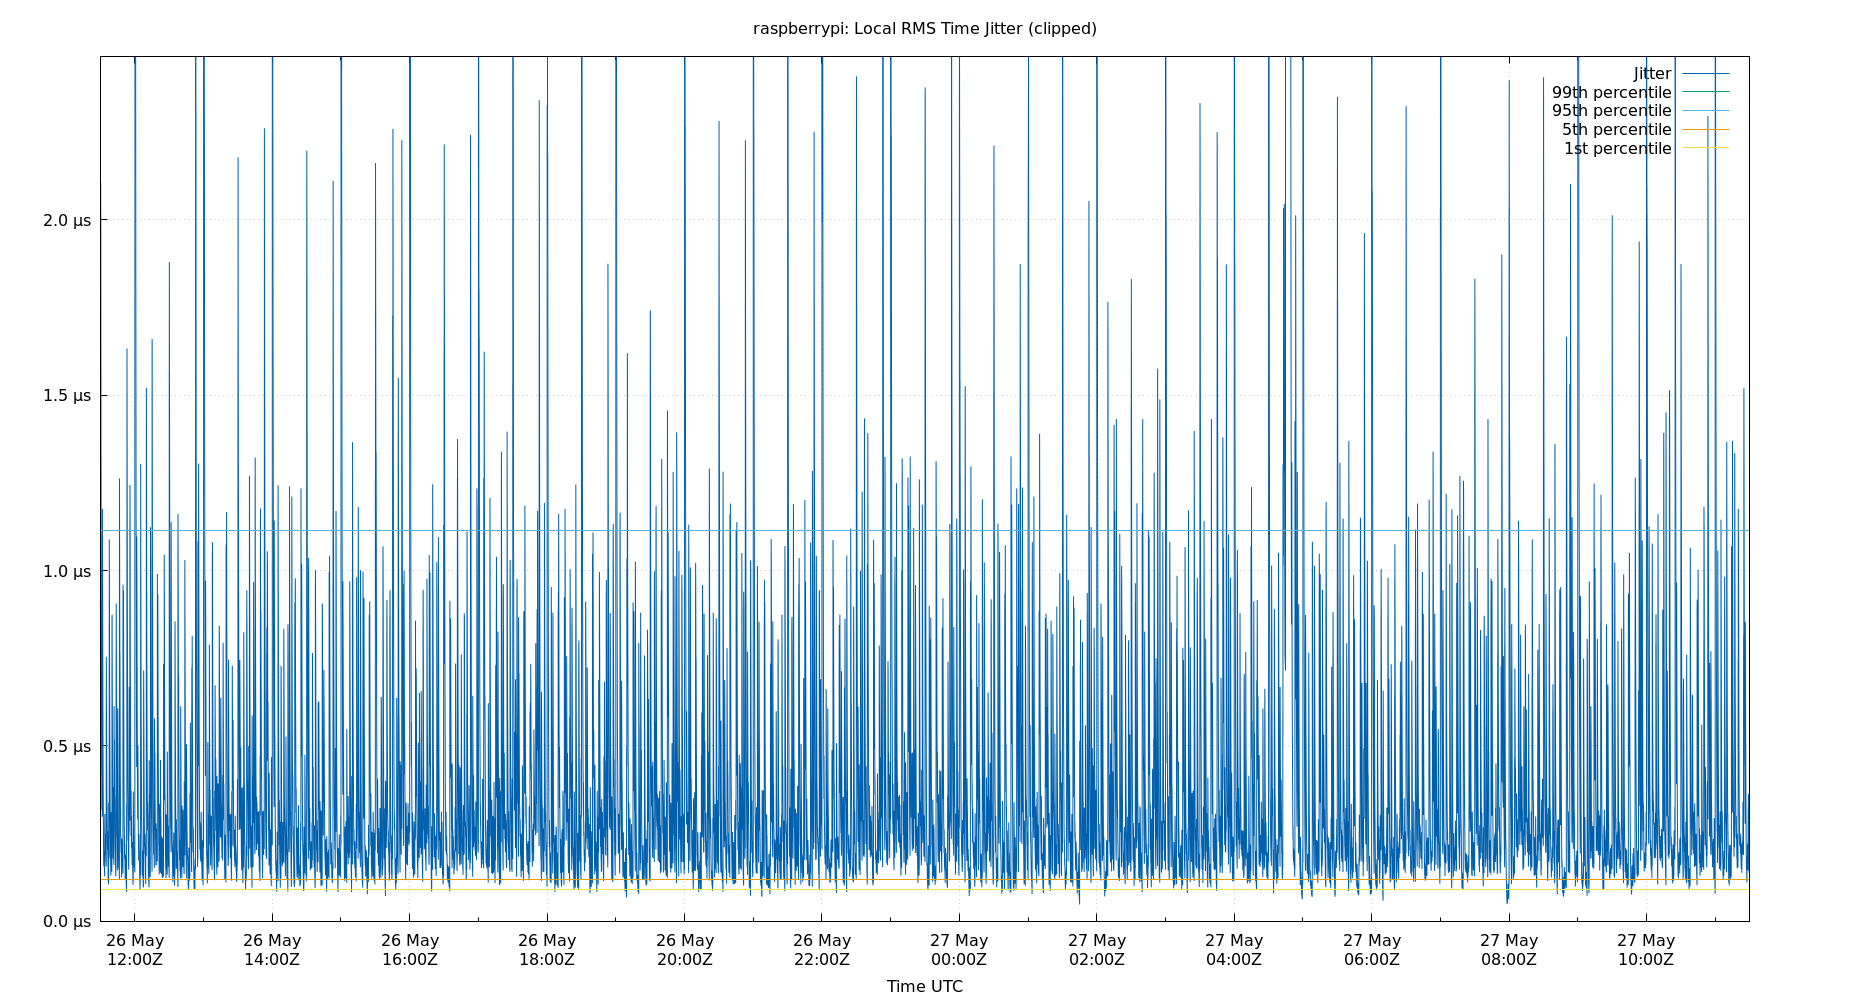 raspberrypi: Local RMS Time Jitter (clipped)
Jitter
99th percentile
95th percentile
5th percentile
1st percentile
2.0 µs
1.5 µs
1.0 µs
0.5 µs
0.0 µs
26 May 26 May 26 May 26 May 26 May 26 May 27 May 27 May 27 May 27 May 27 May 27 May
12:00Z 14:00Z 16:00Z 18:00Z 20:00Z 22:00Z 00:00Z 02:00Z 04:00Z 06:00Z 08:00Z 10:00Z
Time UTC